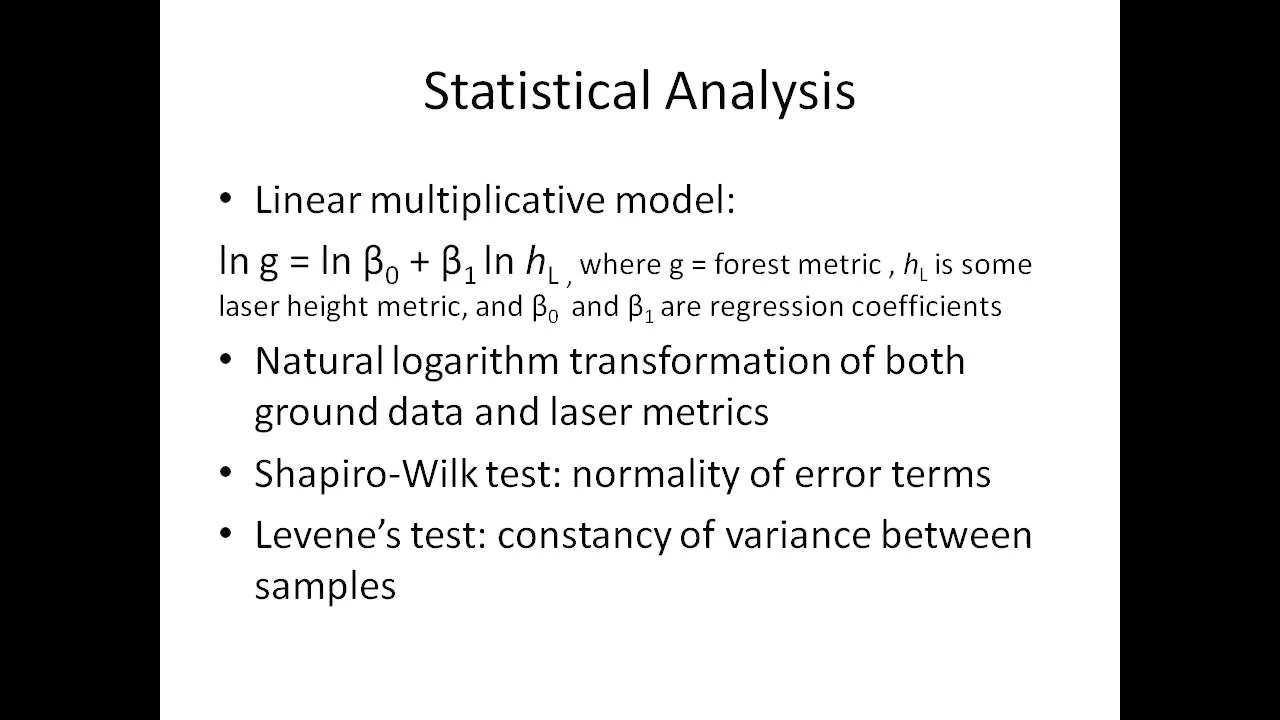 Statistical Analysis
• Linear multiplicative model:
ln g = ln β₀ + β₁ ln hL , where g = forest metric , hL is some
laser height metric, and β₀ and β₁ are regression coefficients
• Natural logarithm transformation of both
ground data and laser metrics
• Shapiro-Wilk test: normality of error terms
• Levene’s test: constancy of variance between
samples